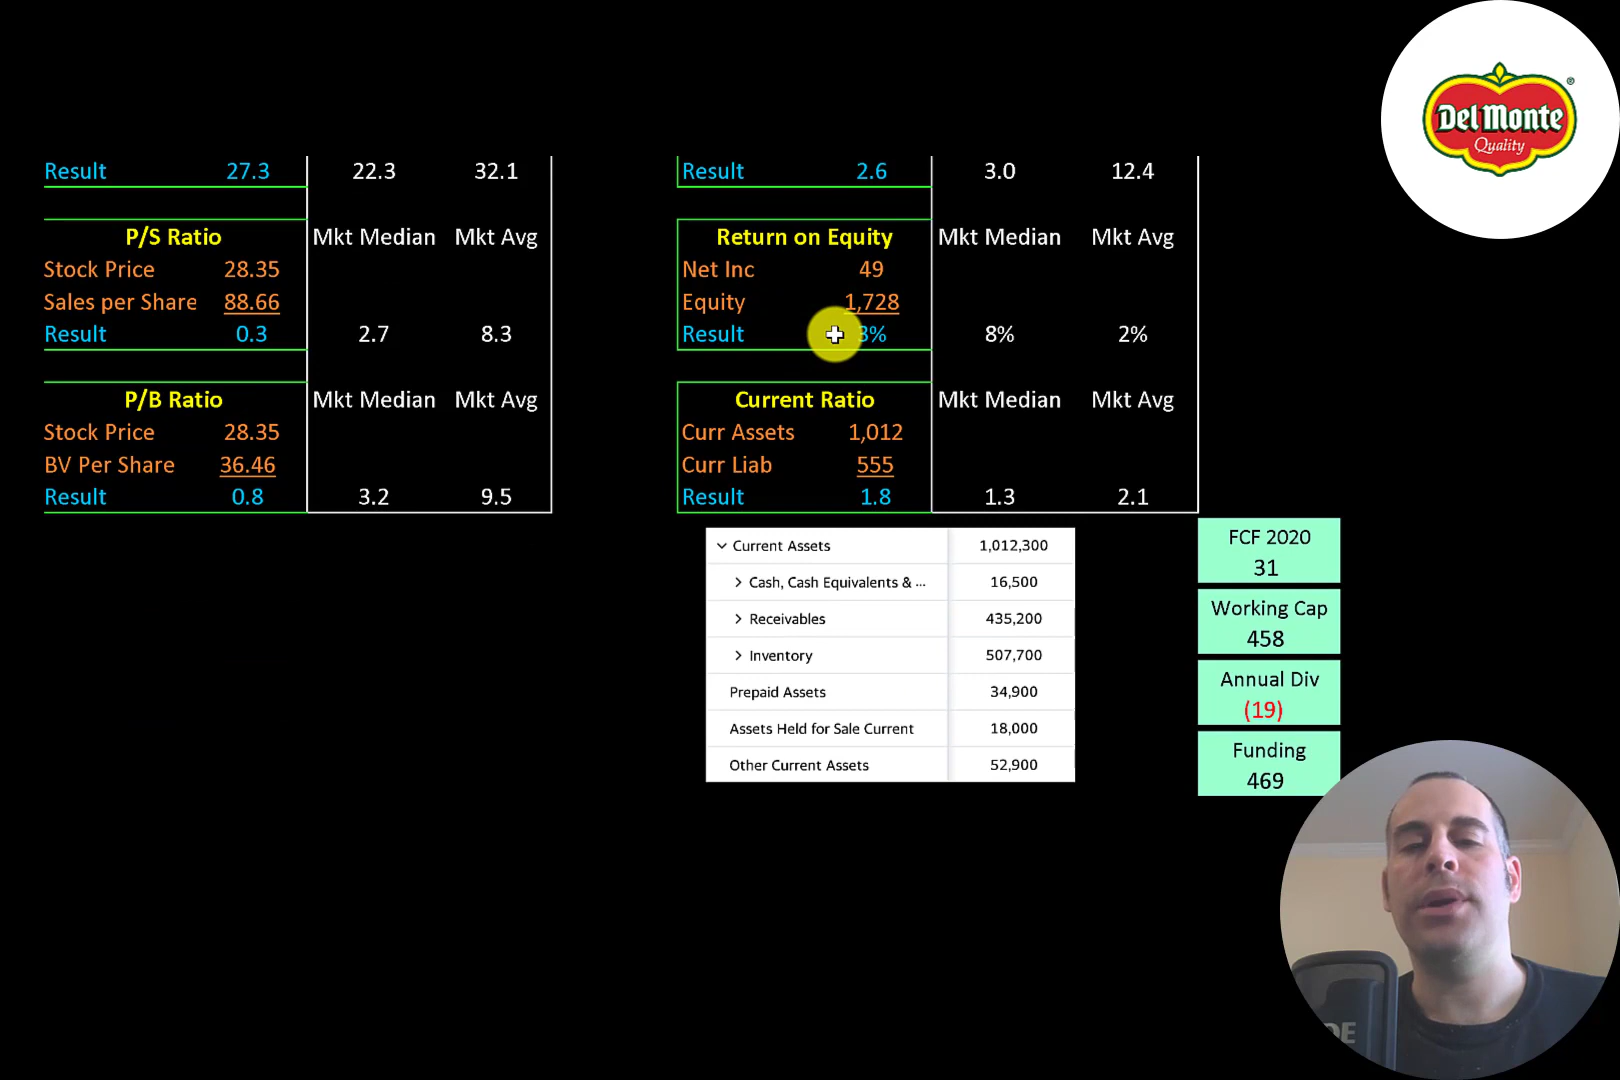 Del Monte
®
Quality
Result 27.3 22.3 32.1
P/S Ratio Mkt Median Mkt Avg
Stock Price 28.35
Sales per Share 88.66
Result 0.3 2.7 8.3
P/B Ratio Mkt Median Mkt Avg
Stock Price 28.35
BV Per Share 36.46
Result 0.8 3.2 9.5
Result 2.6 3.0 12.4
Return on Equity Mkt Median Mkt Avg
Net Inc 49
Equity 1,728
Result 3% 8% 2%
Current Ratio Mkt Median Mkt Avg
Curr Assets 1,012
Curr Liab 555
Result 1.8 1.3 2.1
Current Assets 1,012,300
Cash, Cash Equivalents & ... 16,500
Receivables 435,200
Inventory 507,700
Prepaid Assets 34,900
Assets Held for Sale Current 18,000
Other Current Assets 52,900
FCF 2020
31
Working Cap
458
Annual Div
(19)
Funding
469